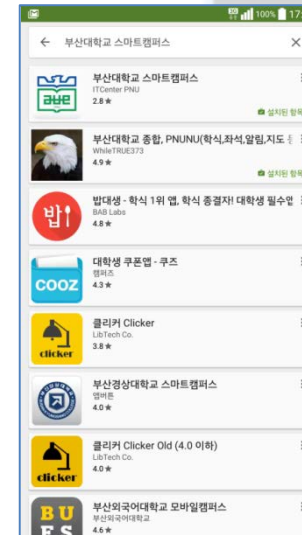 100% 17:
부산대학교 스마트캠퍼스
부산대학교 스마트캠퍼스
ITCenter PNU
2.8★
설치된 항목
부산대학교 종합, PNUNU(학식,좌석,알림,지도
WhileTRUE373
4.9★
설치된 항목
밥!
밥대생 - 학식 1위 앱, 학식 종결자! 대학생 필수앱
BAB Labs
4.8★
COOZ
대학생 쿠폰앱 - 쿠즈
캠퍼즈
4.3★
clicker
클리커 Clicker
LibTech Co.
3.8★
부산경상대학교 스마트캠퍼스
앱버튼
4.0★
clicker
클리커 Clicker Old (4.0 이하)
LibTech Co.
4.0★
BU
FS
부산외국어대학교 모바일캠퍼스
부산외국어대학교
4.6★